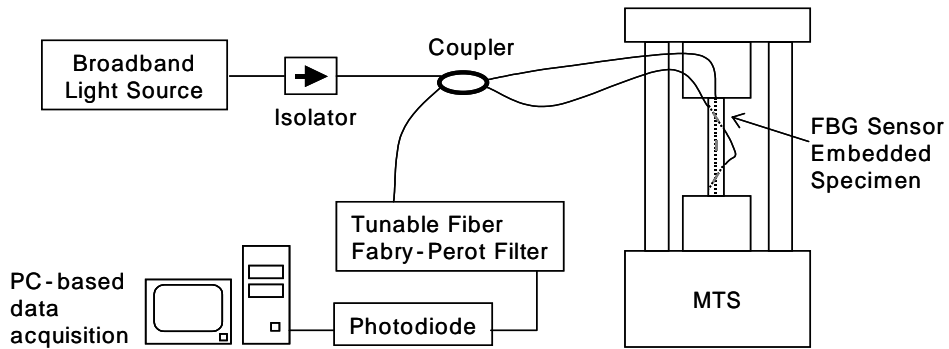 Broadband
Light Source
Isolator
Coupler
FBG Sensor
Embedded
Specimen
Tunable Fiber
Fabry-Perot Filter
PC-based
data
acquisition
Photodiode
MTS